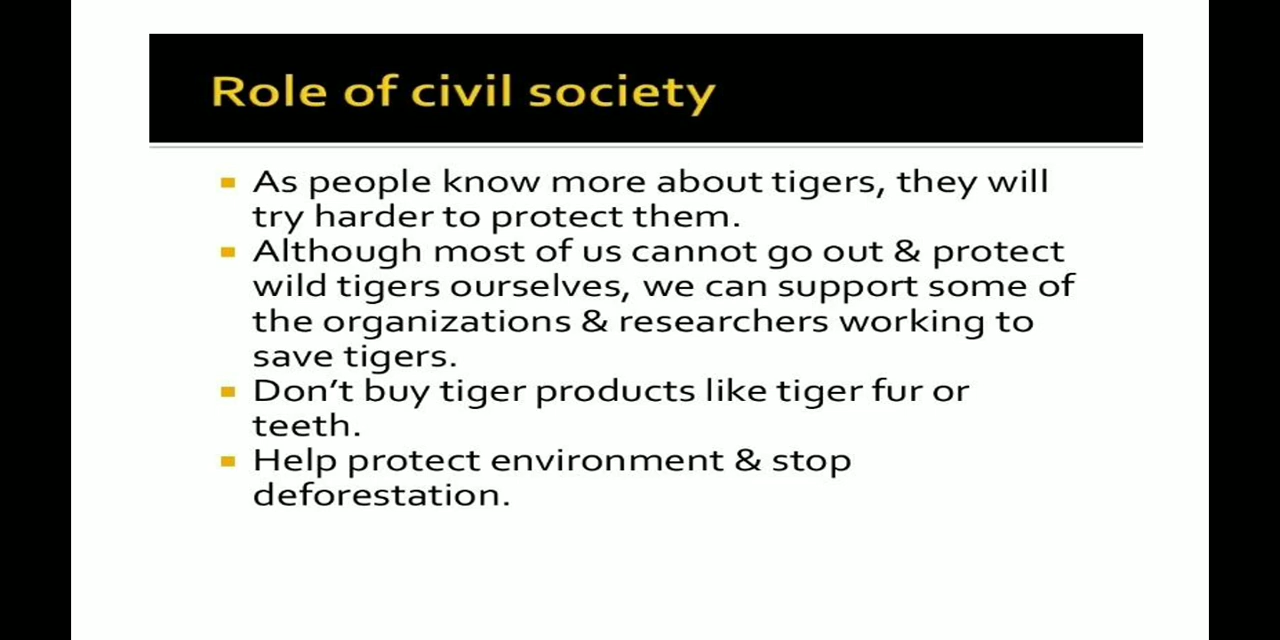 Role of civil society
As people know more about tigers, they will
try harder to protect them.
Although most of us cannot go out & protect
wild tigers ourselves, we can support some of
the organizations & researchers working to
save tigers.
Don't buy tiger products like tiger fur or
teeth.
Help protect environment & stop
deforestation.